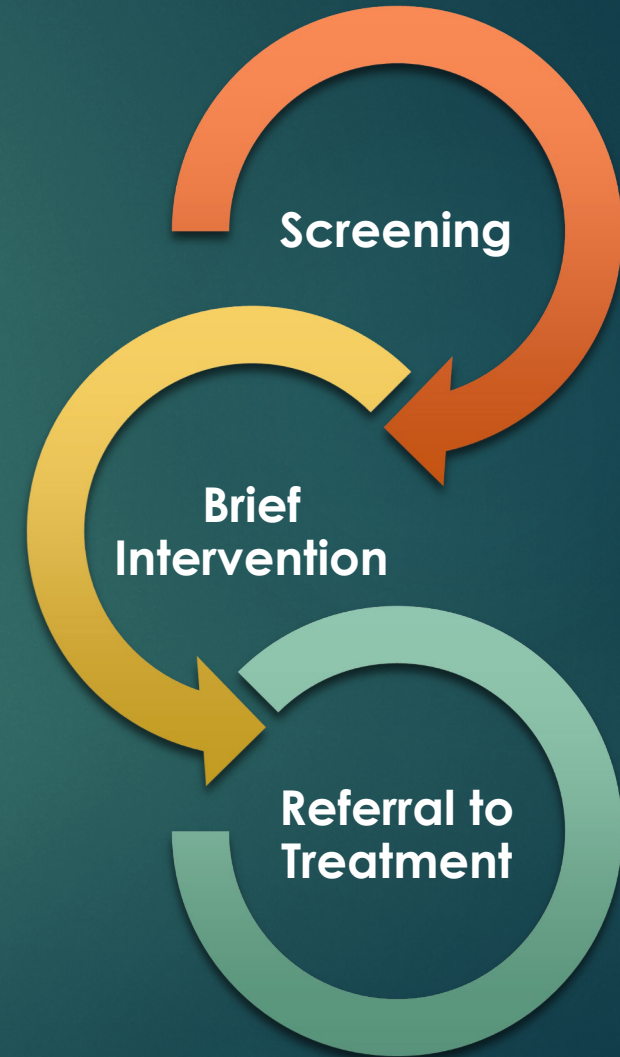 Screening
Brief
Intervention
Referral to
Treatment